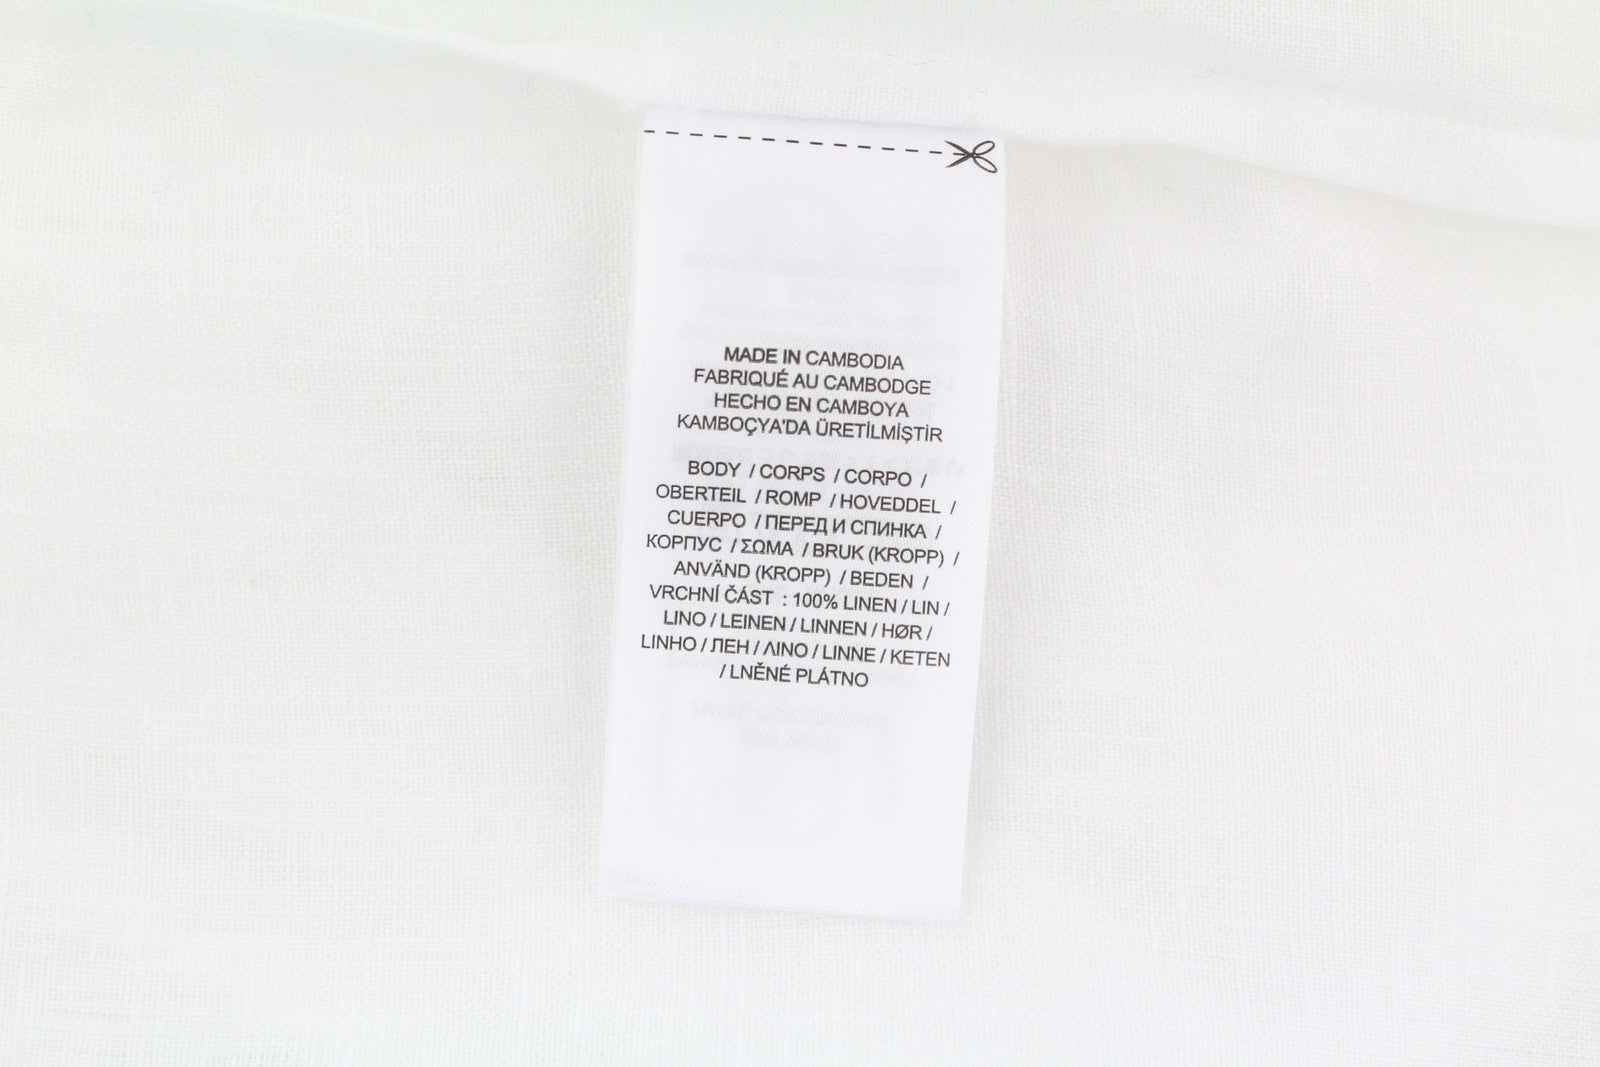 MADE IN CAMBODIA
FABRIQUÉ AU CAMBODGE
HECHO EN CAMBOYA
KAMBOÇYA'DA ÜRETİLMİŞTİR
BODY / CORPS / CORPO /
OBERTEIL / ROMP / HOVEDDEL /
CUERPO / ПЕРЕД И СПИНКА /
КОРПУС / ΣΩΜΑ / BRUK (KROPP) /
ANVÄND (KROPP) / BEDEN /
VRCHNÍ ČÁST : 100% LINEN / LIN /
LINO / LEINEN / LINNEN / HØR /
LINHO / ЛЕН / ΛΙΝΟ / LINNE / KETEN
/ LNĚNÉ PLÁTNO